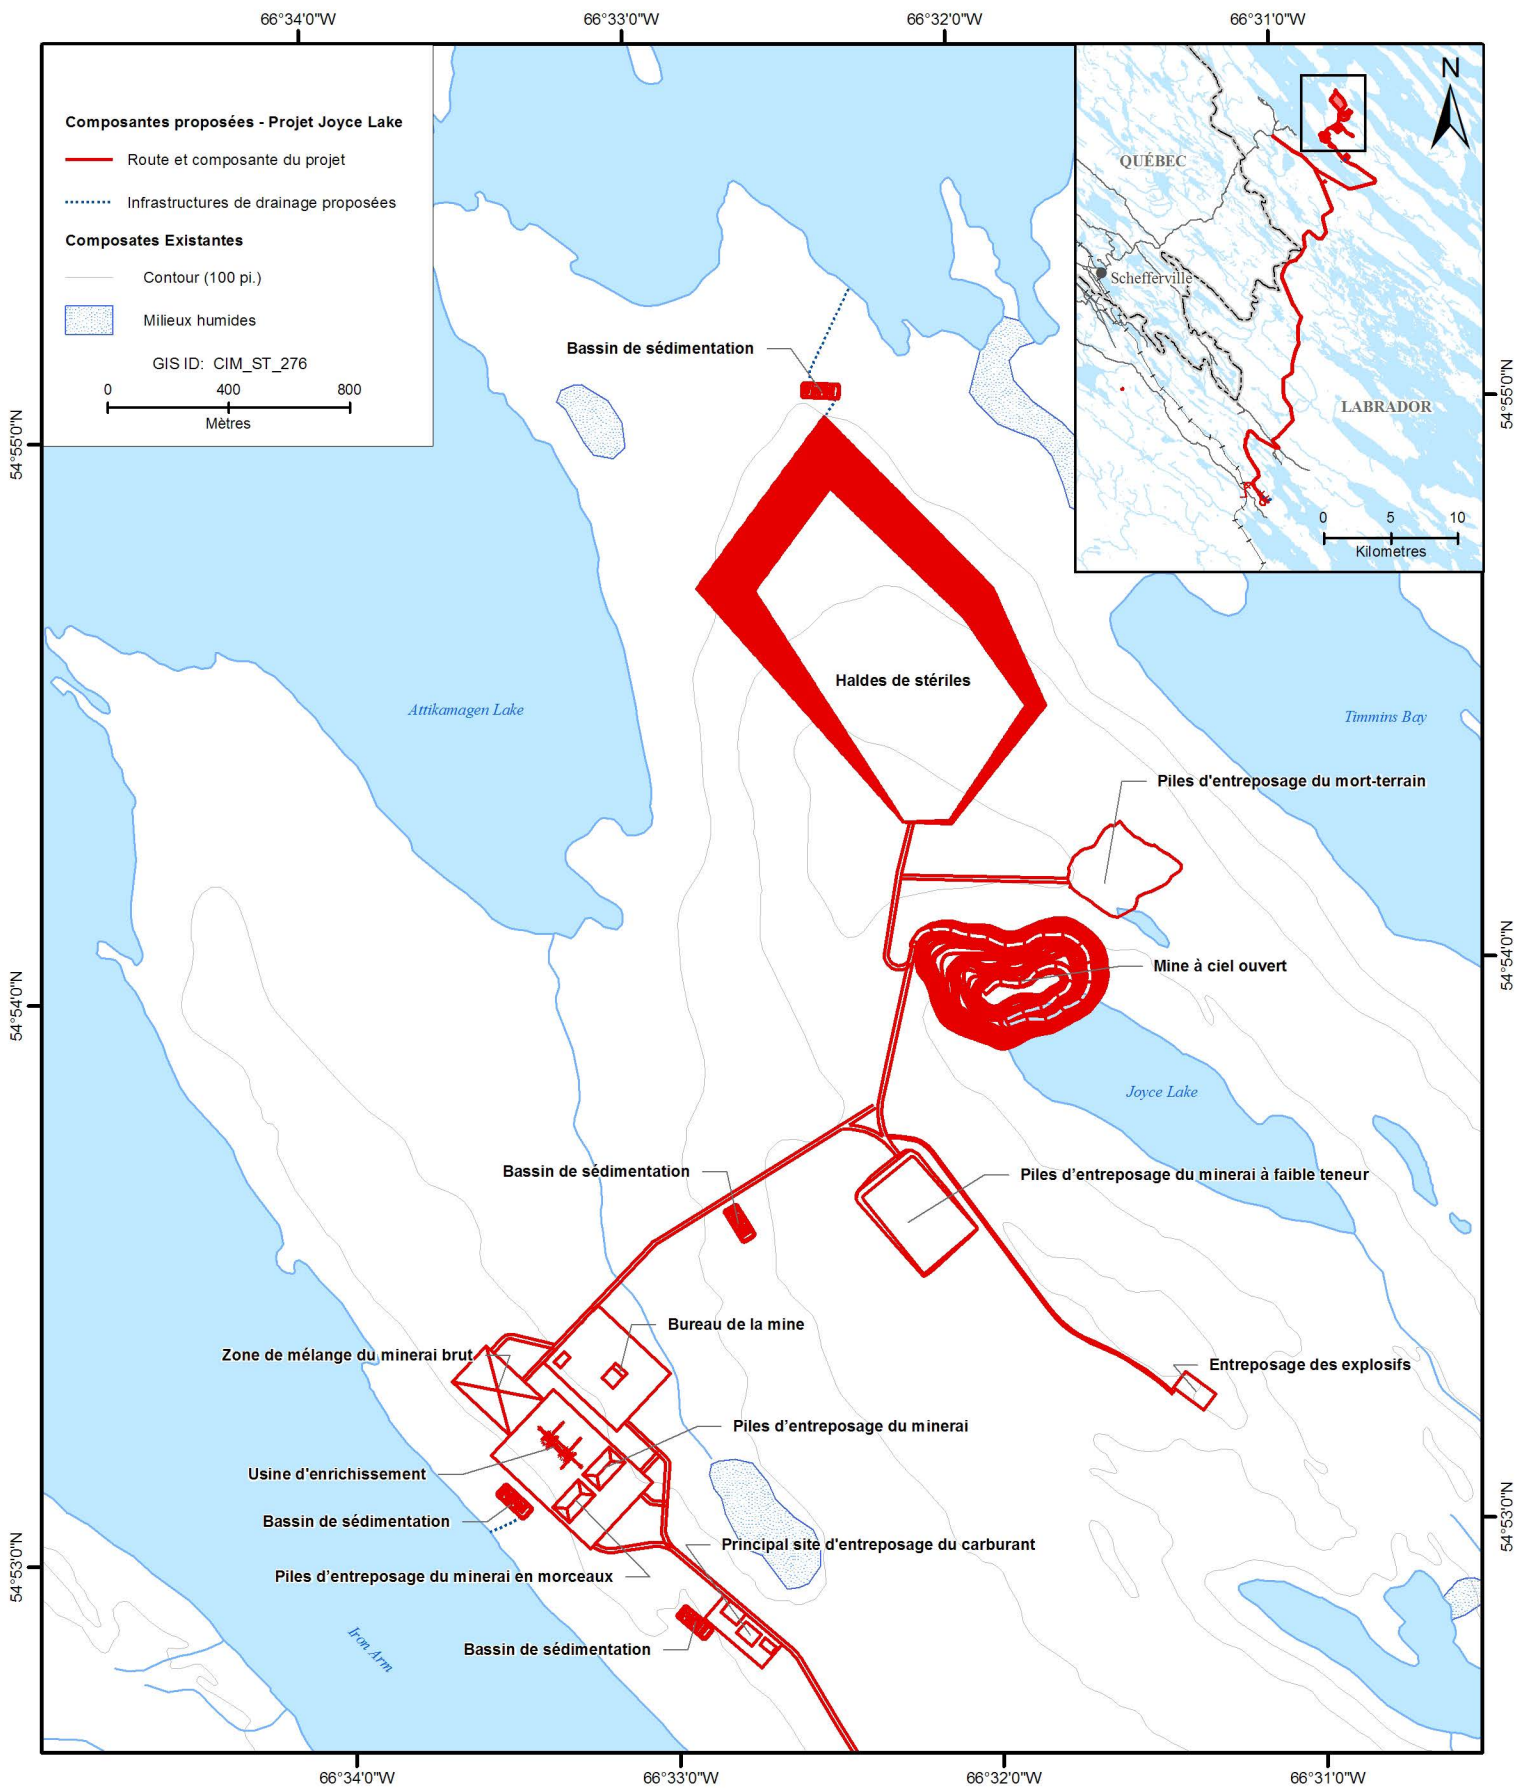 66°34'0"W
66°33'0"W
66°32'0"W
66°31'0"W
Composantes proposées - Projet Joyce Lake
Route et composante du projet
Infrastructures de drainage proposées
Composates Existantes
Contour (100 pi.)
Milieux humides
GIS ID: CIM_ST_276
0 400 800
Mètres
N
QUÉBEC
Schefferville
LABRADOR
0 5 10
Kilometres
54°55'0"N
54°55'0"N
Bassin de sédimentation
Haldes de stériles
Attikamagen Lake
Timmins Bay
Piles d'entreposage du mort-terrain
54°54'0"N
54°54'0"N
Mine à ciel ouvert
Joyce Lake
Bassin de sédimentation
Piles d'entreposage du minerai à faible teneur
Bureau de la mine
Zone de mélange du minerai brut
Entreposage des explosifs
Piles d'entreposage du minerai
Usine d'enrichissement
Bassin de sédimentation
54°53'0"N
54°53'0"N
Principal site d'entreposage du carburant
Piles d'entreposage du minerai en morceaux
Iron Arm
Bassin de sédimentation
66°34'0"W
66°33'0"W
66°32'0"W
66°31'0"W